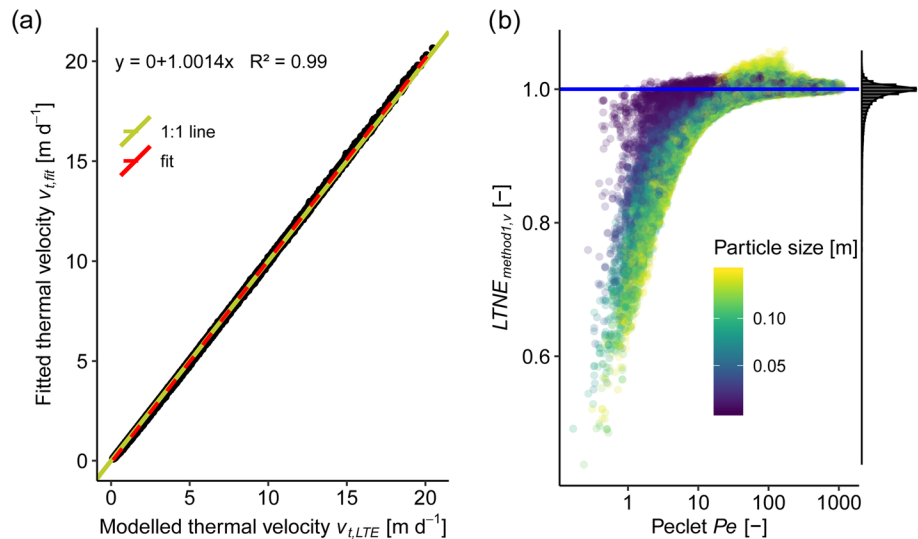 (a)
y = 0+1.0014x R² = 0.99
1:1 line
fit
20
15
10
5
0
Fitted thermal velocity v_t,fit [m d⁻¹]
0 5 10 15 20
Modelled thermal velocity v_t,LTE [m d⁻¹]
(b)
1.0
0.8
0.6
LTNE_method1,v [−]
Particle size [m]
0.10
0.05
1 10 100 1000
Peclet Pe [−]